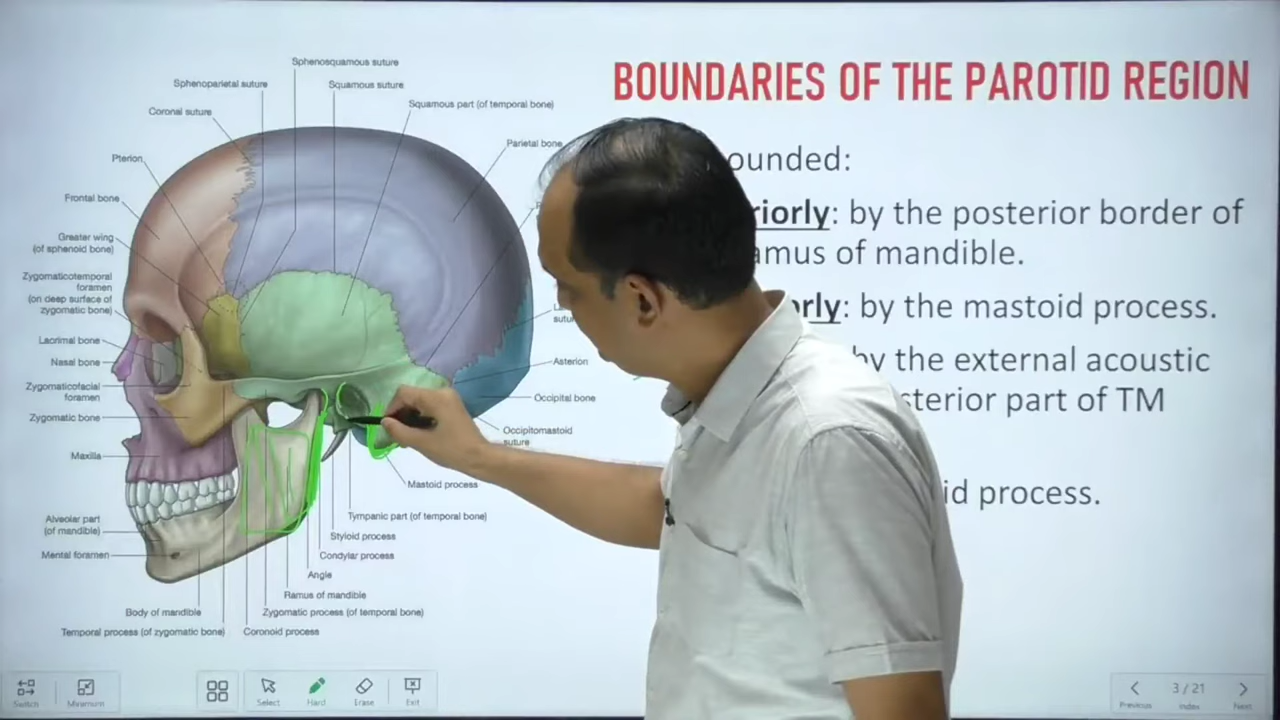 BOUNDARIES OF THE PAROTID REGION
ounded:
riorly: by the posterior border of
amus of mandible.
rly: by the mastoid process.
by the external acoustic
sterior part of TM
id process.
Sphenosquamous suture
Sphenoparietal suture
Squamous suture
Squamous part (of temporal bone)
Coronal suture
Parietal bone
Pterion
Frontal bone
Greater wing
(of sphenoid bone)
Zygomaticotemporal
foramen
(on deep surface of
zygomatic bone)
Lacrimal bone
Nasal bone
Zygomaticofacial
foramen
Zygomatic bone
Maxilla
Alveolar part
(of mandible)
Mental foramen
Body of mandible
Temporal process (of zygomatic bone)
Coronoid process
Zygomatic process (of temporal bone)
Ramus of mandible
Angle
Condylar process
Styloid process
Tympanic part (of temporal bone)
Mastoid process
Occipitomastoid
suture
Occipital bone
Asterion
sutu
Switch
Select
Hard
Erase
Exit
3 / 21
Previous
Index
Next